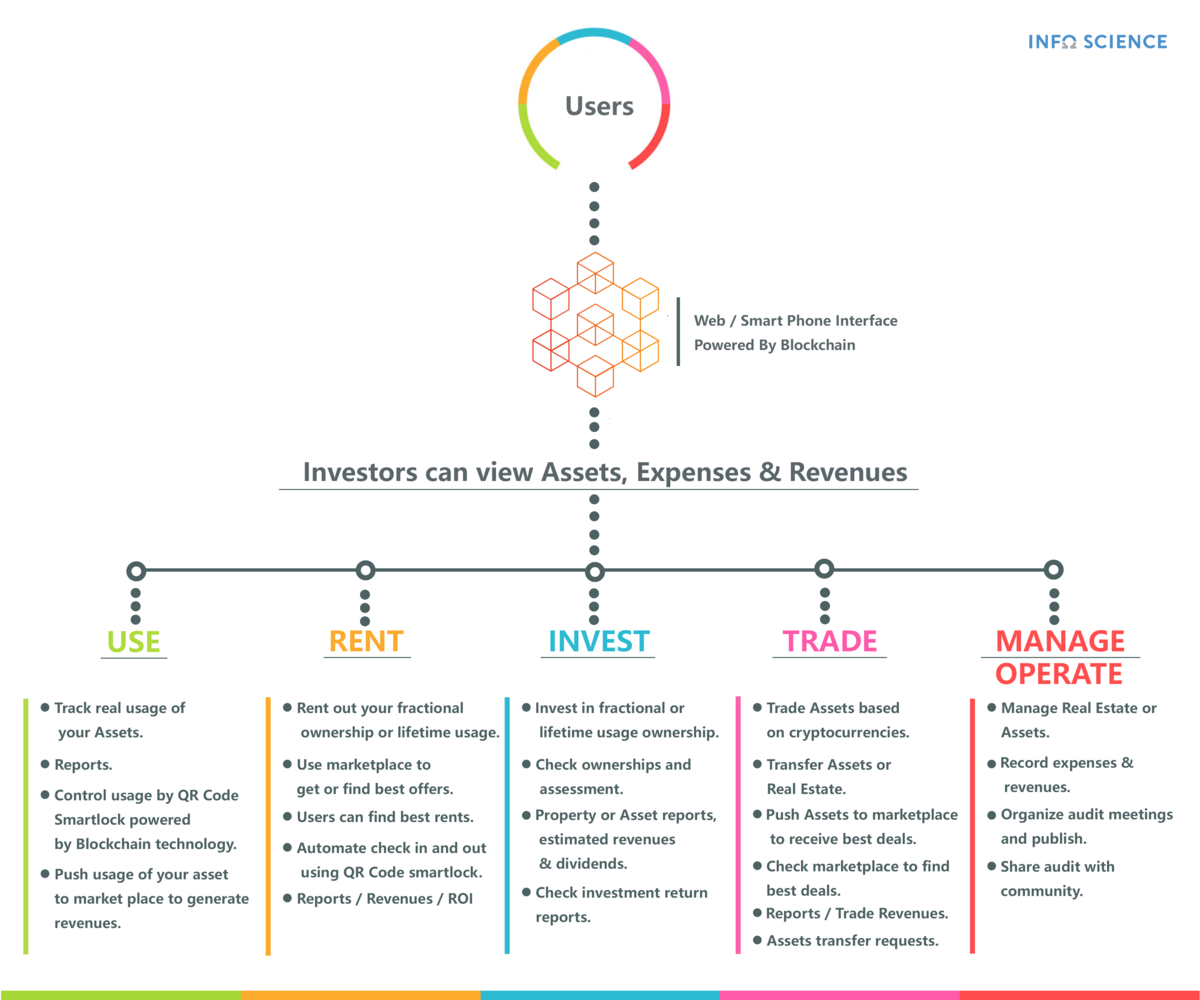 INFΩ SCIENCE
Users
Web / Smart Phone Interface
Powered By Blockchain
Investors can view Assets, Expenses & Revenues
USE
● Track real usage of
your Assets.
● Reports.
● Control usage by QR Code
Smartlock powered
by Blockchain technology.
● Push usage of your asset
to market place to generate
revenues.
RENT
● Rent out your fractional
ownership or lifetime usage.
● Use marketplace to
get or find best offers.
● Users can find best rents.
● Automate check in and out
using QR Code smartlock.
● Reports / Revenues / ROI
INVEST
● Invest in fractional or
lifetime usage ownership.
● Check ownerships and
assessment.
● Property or Asset reports,
estimated revenues
& dividends.
● Check investment return
reports.
TRADE
● Trade Assets based
on cryptocurrencies.
● Transfer Assets or
Real Estate.
● Push Assets to marketplace
to receive best deals.
● Check marketplace to find
best deals.
● Reports / Trade Revenues.
● Assets transfer requests.
MANAGE
OPERATE
● Manage Real Estate or
Assets.
● Record expenses &
revenues.
● Organize audit meetings
and publish.
● Share audit with
community.